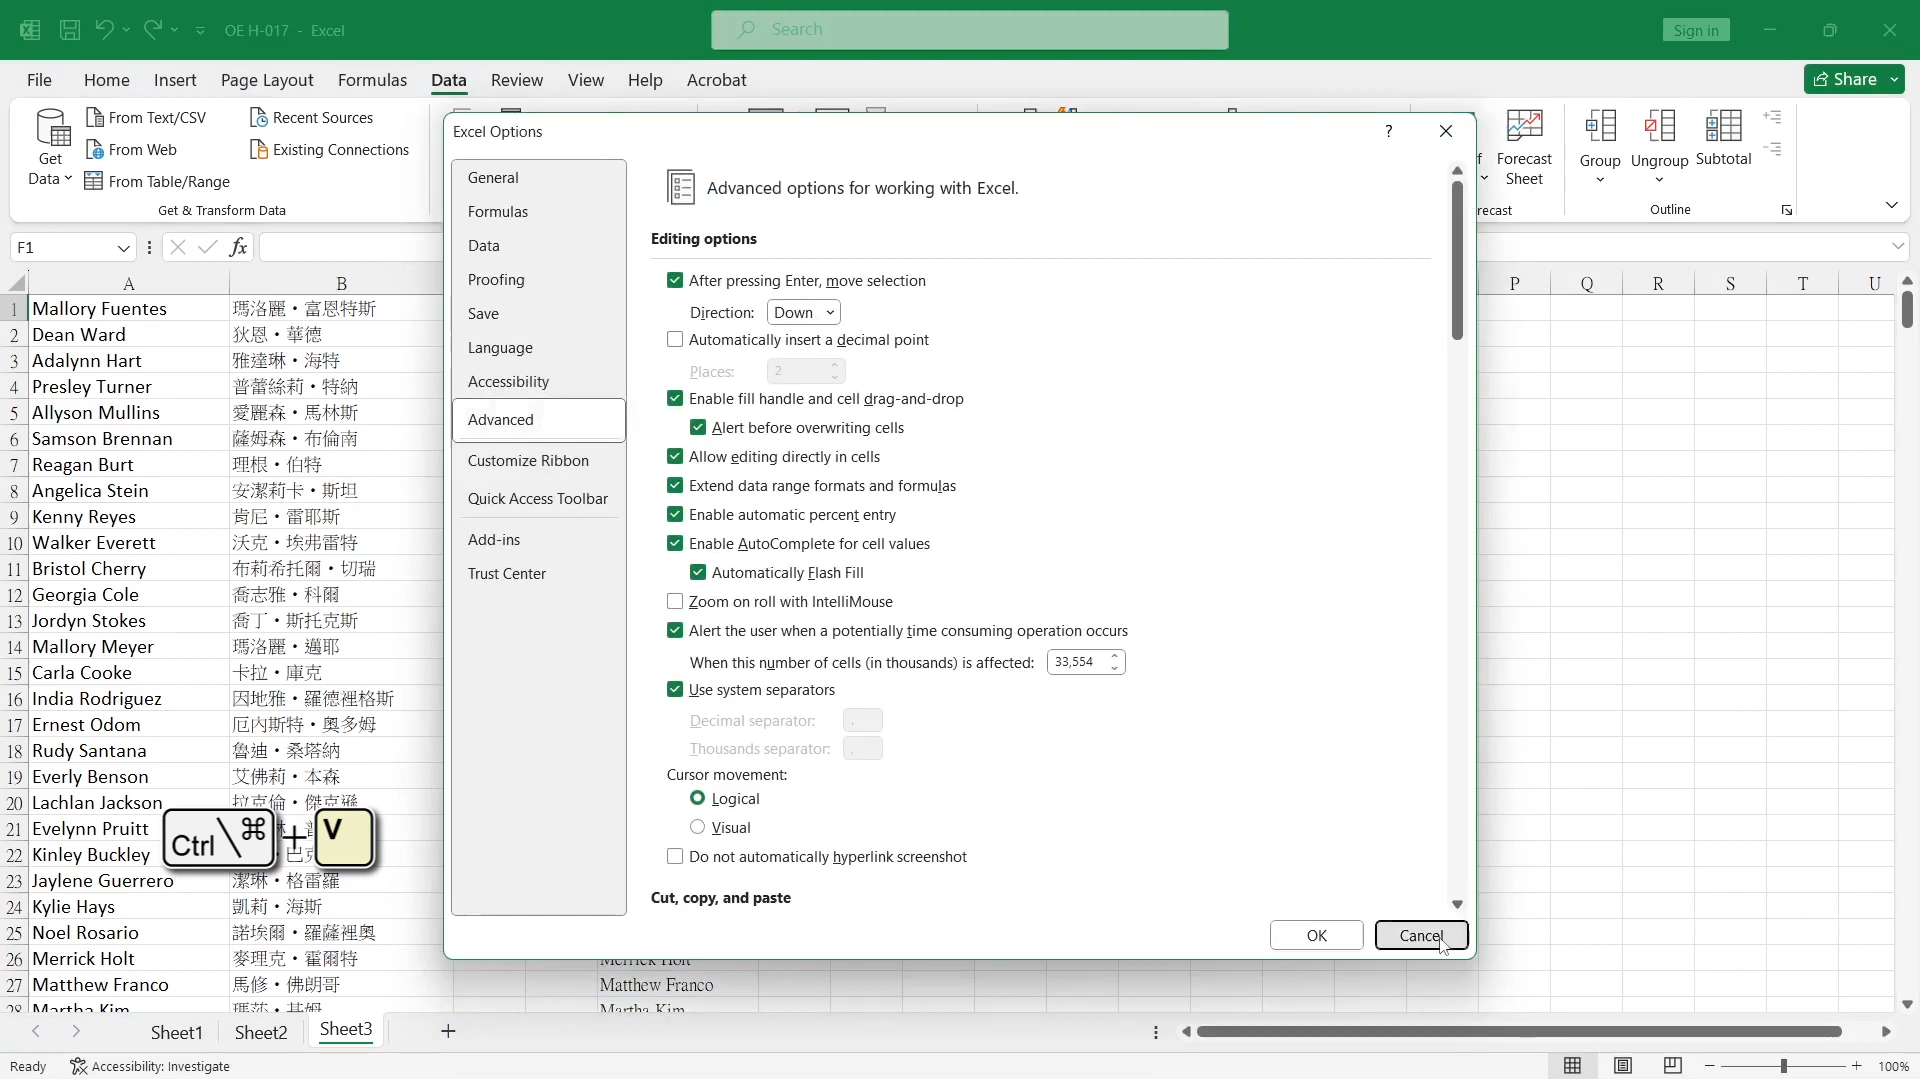 OE H-017 - Excel
Search
Sign in
File Home Insert Page Layout Formulas Data Review View Help Acrobat
Share
Get Data
From Text/CSV
From Web
From Table/Range
Recent Sources
Existing Connections
Get & Transform Data
Forecast Sheet
Group
Ungroup
Subtotal
Outline
F1
fx
Excel Options
?
General
Formulas
Data
Proofing
Save
Language
Accessibility
Advanced
Customize Ribbon
Quick Access Toolbar
Add-ins
Trust Center
Advanced options for working with Excel.
Editing options
After pressing Enter, move selection
Direction: Down
Automatically insert a decimal point
Places: 2
Enable fill handle and cell drag-and-drop
Alert before overwriting cells
Allow editing directly in cells
Extend data range formats and formulas
Enable automatic percent entry
Enable AutoComplete for cell values
Automatically Flash Fill
Zoom on roll with IntelliMouse
Alert the user when a potentially time consuming operation occurs
When this number of cells (in thousands) is affected: 33,554
Use system separators
Decimal separator: .
Thousands separator: ,
Cursor movement:
Logical
Visual
Do not automatically hyperlink screenshot
Cut, copy, and paste
OK Cancel
A B P Q R S T U
1 Mallory Fuentes 瑪洛麗・富恩特斯
2 Dean Ward 狄恩・華德
3 Adalynn Hart 雅達琳・海特
4 Presley Turner 普蕾絲莉・特納
5 Allyson Mullins 愛麗森・馬林斯
6 Samson Brennan 薩姆森・布倫南
7 Reagan Burt 理根・伯特
8 Angelica Stein 安潔莉卡・斯坦
9 Kenny Reyes 肯尼・雷耶斯
10 Walker Everett 沃克・埃弗雷特
11 Bristol Cherry 布莉希托爾・切瑞
12 Georgia Cole 喬志雅・科爾
13 Jordyn Stokes 喬丁・斯托克斯
14 Mallory Meyer 瑪洛麗・邁耶
15 Carla Cooke 卡拉・庫克
16 India Rodriguez 因地雅・羅德裡格斯
17 Ernest Odom 厄內斯特・奧多姆
18 Rudy Santana 魯迪・桑塔納
19 Everly Benson 艾佛莉・本森
20 Lachlan Jackson 拉克倫・傑克遜
21 Evelynn Pruitt
22 Kinley Buckley
Ctrl \ ⌘ + V
23 Jaylene Guerrero 潔琳・格雷羅
24 Kylie Hays 凱莉・海斯
25 Noel Rosario 諾埃爾・羅薩裡奧
26 Merrick Holt 麥理克・霍爾特 Merrick Holt
27 Matthew Franco 馬修・佛朗哥 Matthew Franco
28 Martha Kim 瑪莎・基姆 Martha Kim
Sheet1 Sheet2 Sheet3
Ready Accessibility: Investigate 100%